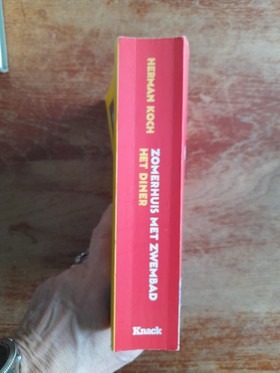 HERMAN KOCH
ZOMERHUIS MET ZWEMBAD
HET DINER
Knack